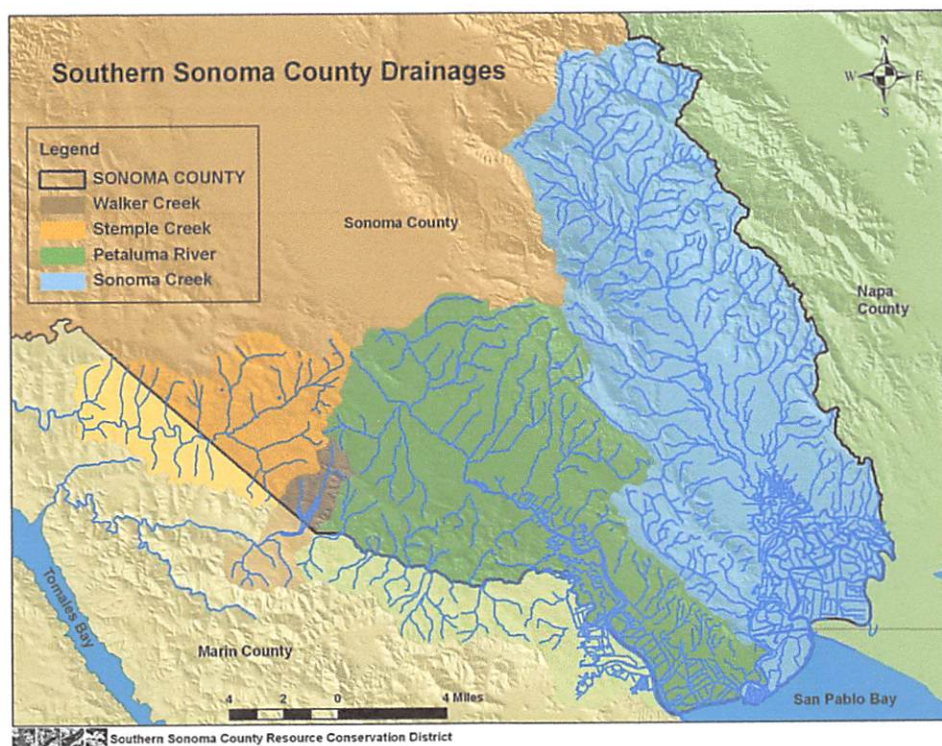 Southern Sonoma County Drainages
N
W E
S
Legend
SONOMA COUNTY
Walker Creek
Stemple Creek
Petaluma River
Sonoma Creek
Sonoma County
Napa
County
Tomales Bay
Marin County
4 2 0 4 Miles
San Pablo Bay
Southern Sonoma County Resource Conservation District